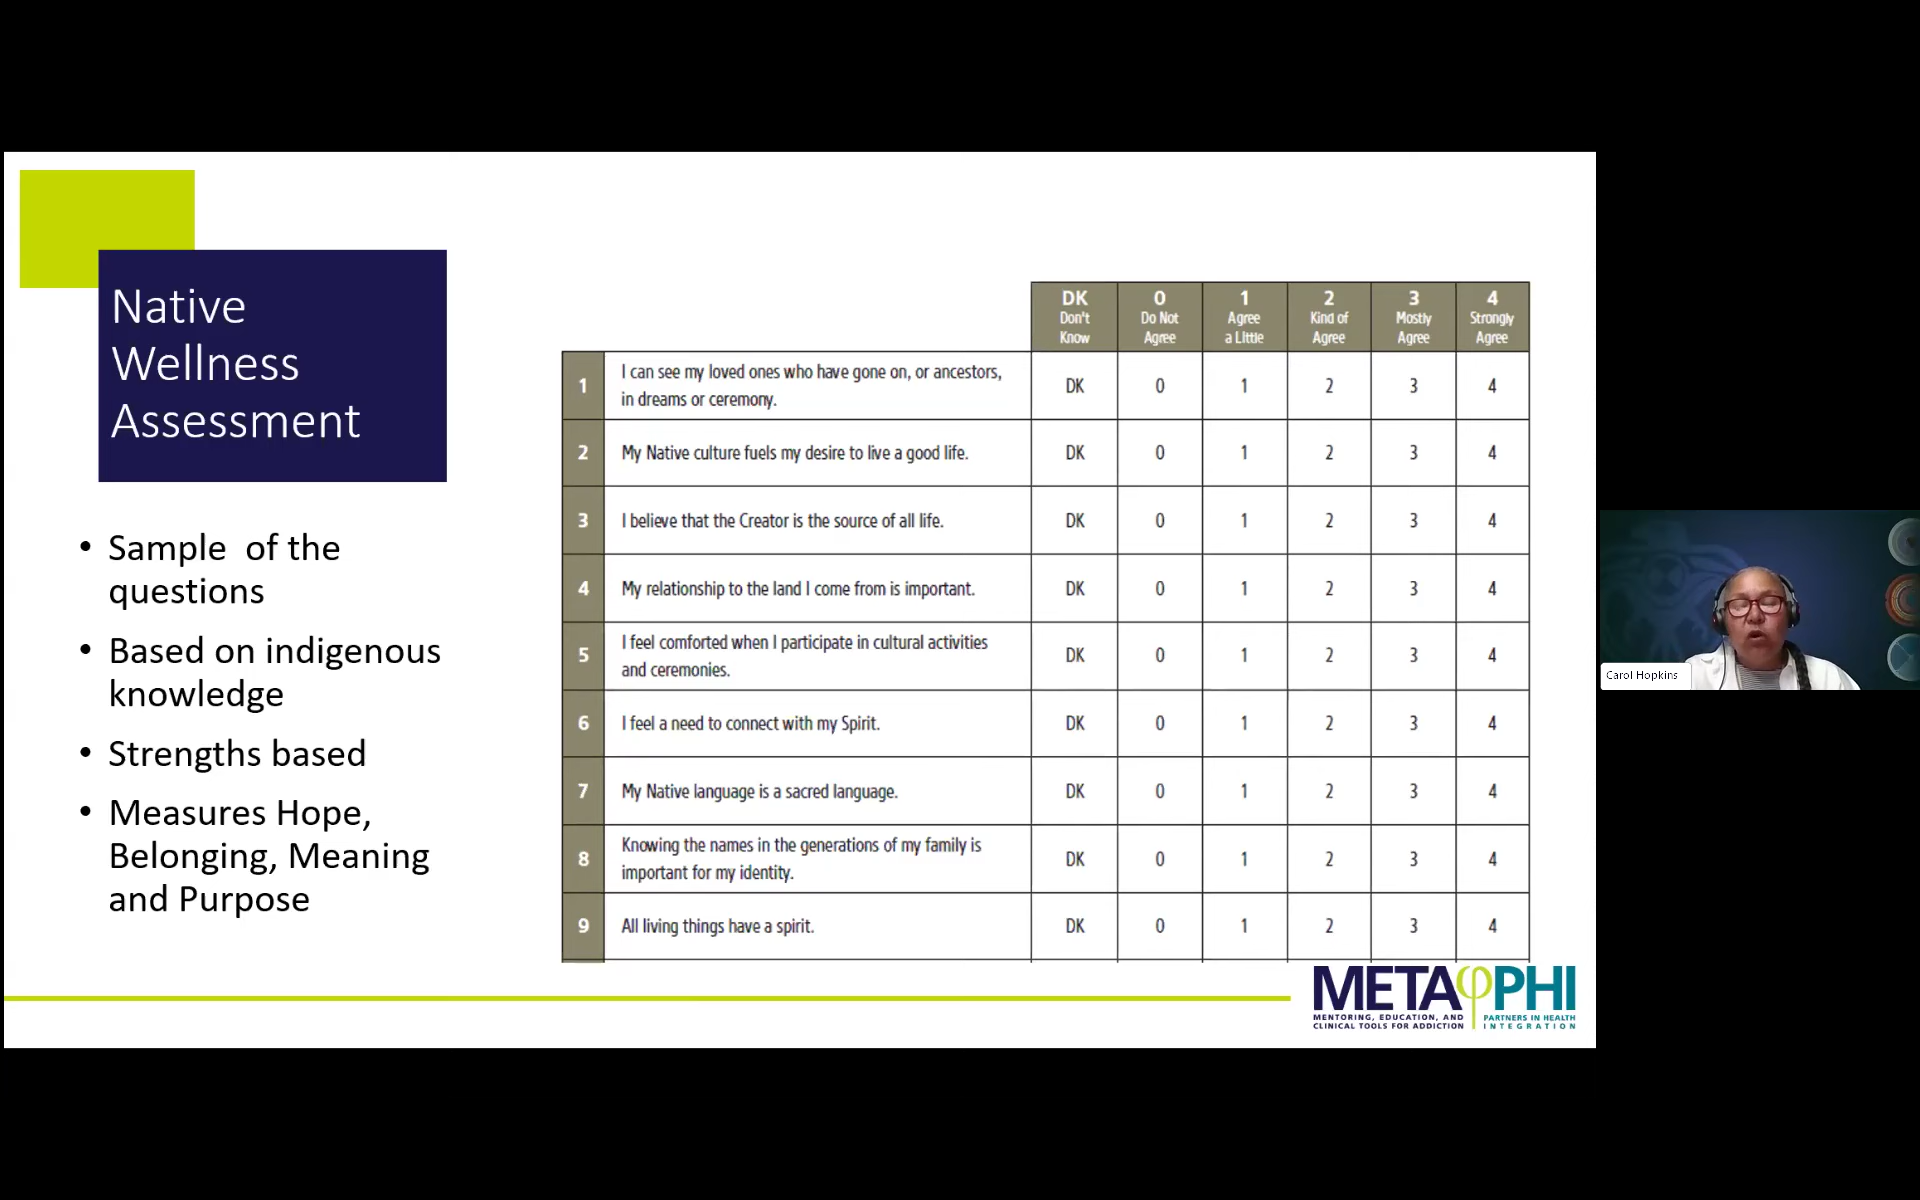 Native
Wellness
Assessment
• Sample  of the
questions
• Based on indigenous
knowledge
• Strengths based
• Measures Hope,
Belonging, Meaning
and Purpose
DK 0 1 2 3 4
Don't Do Not Agree Kind of Mostly Strongly
Know Agree a Little Agree Agree Agree
1 I can see my loved ones who have gone on, or ancestors,
in dreams or ceremony. DK 0 1 2 3 4
2 My Native culture fuels my desire to live a good life. DK 0 1 2 3 4
3 I believe that the Creator is the source of all life. DK 0 1 2 3 4
4 My relationship to the land I come from is important. DK 0 1 2 3 4
5 I feel comforted when I participate in cultural activities
and ceremonies. DK 0 1 2 3 4
6 I feel a need to connect with my Spirit. DK 0 1 2 3 4
7 My Native language is a sacred language. DK 0 1 2 3 4
8 Knowing the names in the generations of my family is
important for my identity. DK 0 1 2 3 4
9 All living things have a spirit. DK 0 1 2 3 4
METAφPHI
MENTORING, EDUCATION, AND
CLINICAL TOOLS FOR ADDICTION
PARTNERS IN HEALTH
INTEGRATION
Carol Hopkins